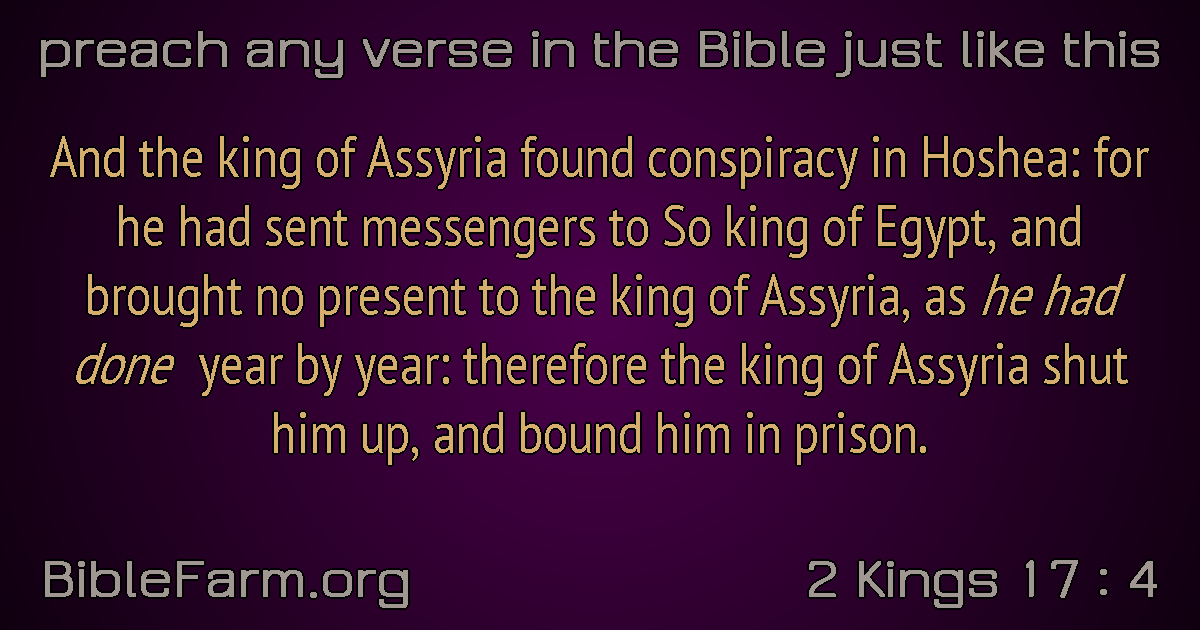 preach any verse in the Bible just like this
And the king of Assyria found conspiracy in Hoshea: for
he had sent messengers to So king of Egypt, and
brought no present to the king of Assyria, as he had
done year by year: therefore the king of Assyria shut
him up, and bound him in prison.
BibleFarm.org
2 Kings 17 : 4